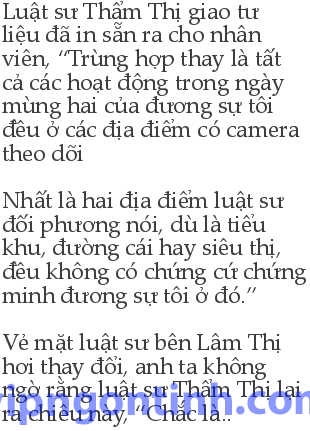 Luật sư Thẩm Thị giao tư
liệu đã in sẵn ra cho nhân
viên, “Trùng hợp thay là tất
cả các hoạt động trong ngày
mùng hai của đương sự tôi
đều ở các địa điểm có camera
theo dõi
Nhất là hai địa điểm luật sư
đối phương nói, dù là tiểu
khu, đường cái hay siêu thị,
đều không có chứng cứ chứng
minh đương sự tôi ở đó.”
Vẻ mặt luật sư bên Lâm Thị
hơi thay đổi, anh ta không
ngờ rằng luật sư Thẩm Thị lại
ra chiêu này, “Chắc là..
vipngontinh.com